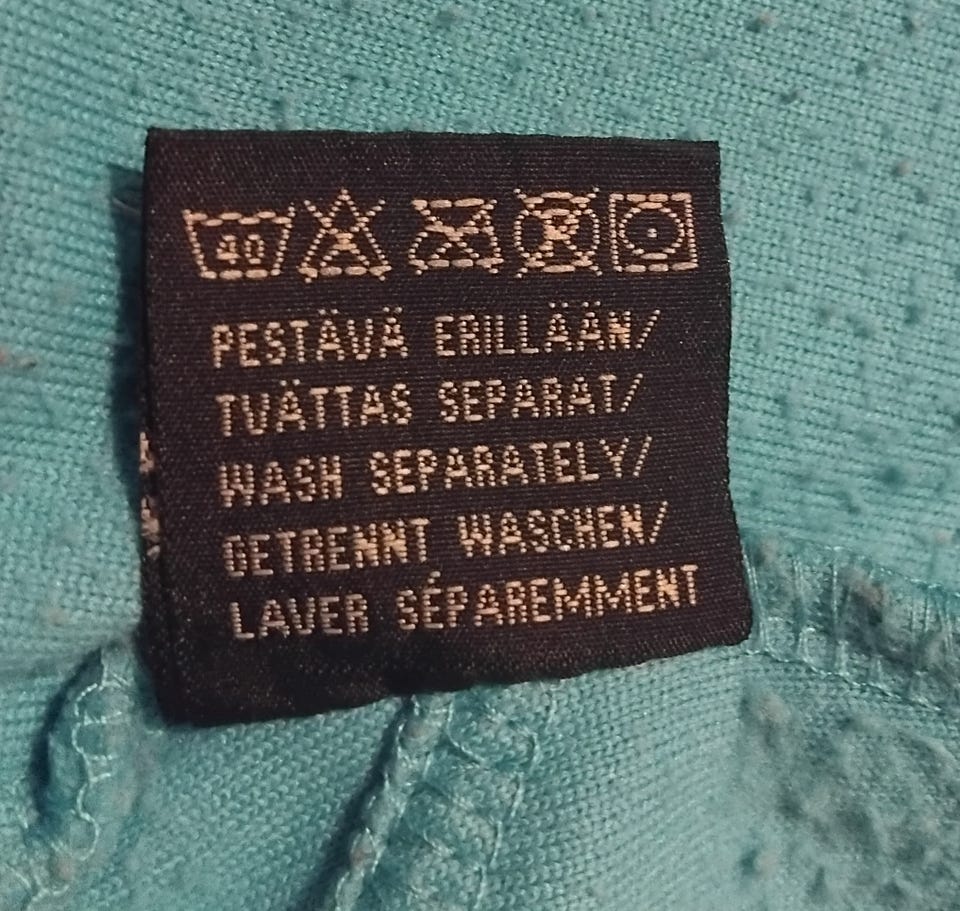 40 P
PESTÄVÄ ERILLÄÄN/
TVÄTTAS SEPARAT/
WASH SEPARATELY/
GETRENNT WASCHEN/
LAVER SÉPAREMMENT